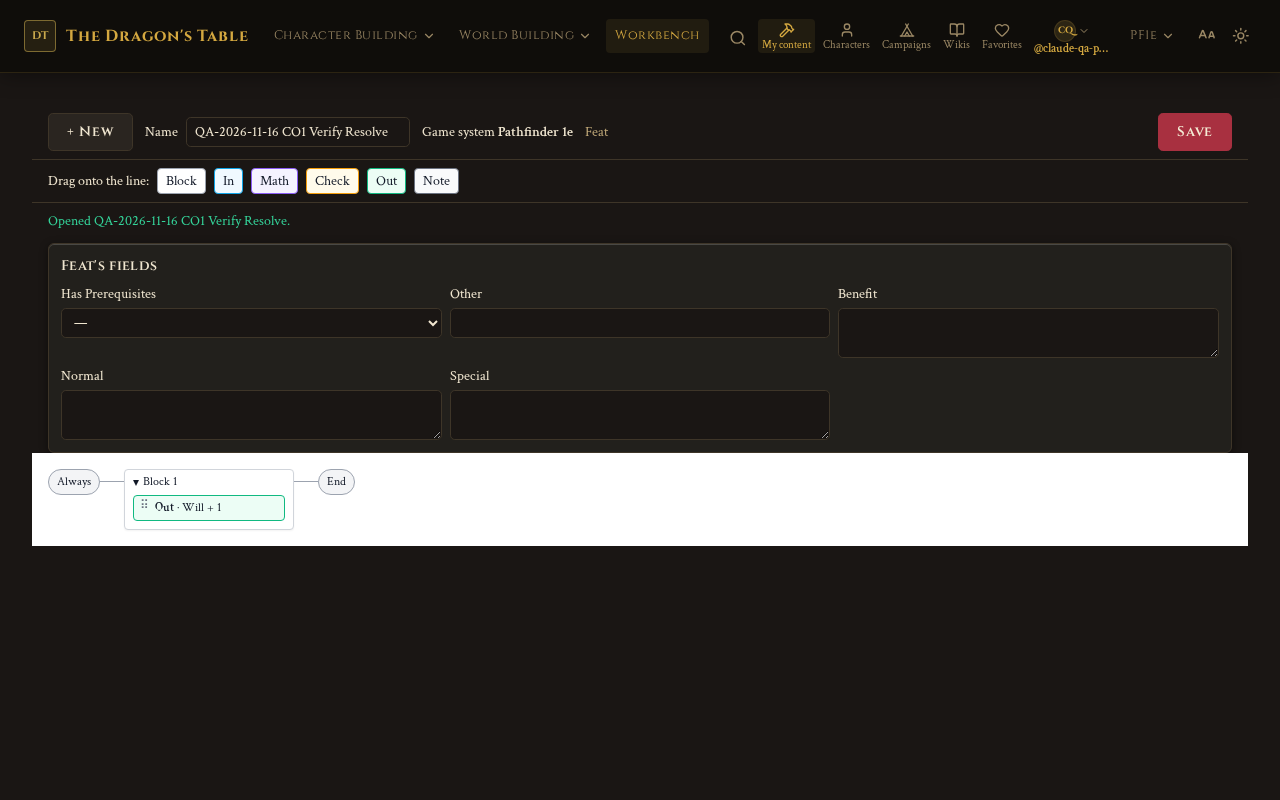 DT The Dragon's Table Character Building World Building Workbench My content Characters Campaigns Wikis Favorites CQ @claude-qa-p... PF1e AA
+ New Name QA-2026-11-16 CO1 Verify Resolve Game system Pathfinder 1e Feat Save
Drag onto the line: Block In Math Check Out Note
Opened QA-2026-11-16 CO1 Verify Resolve.
Feat's fields
Has Prerequisites Other Benefit
—
Normal Special
Always ▾ Block 1 End
⠿ Out · Will + 1